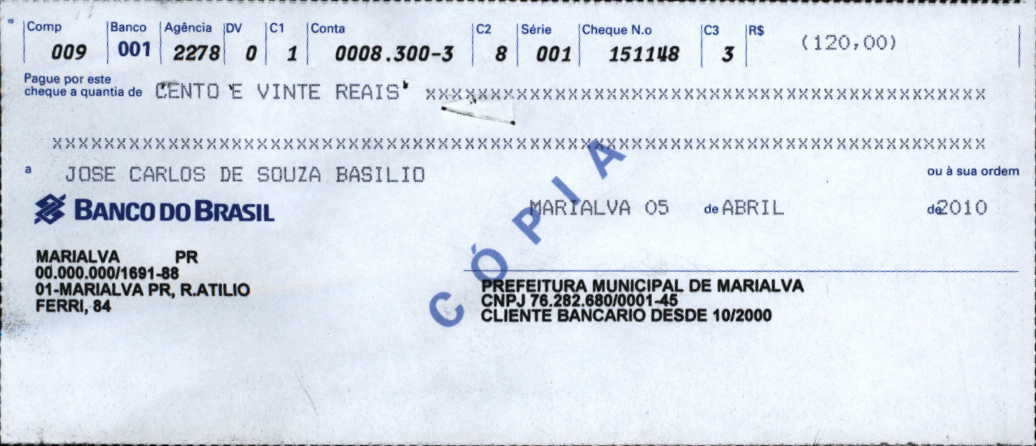 Comp Banco Agência DV C1 Conta C2 Série Cheque N.o C3 R$
009 001 2278 0 1 0008.300-3 8 001 151148 3 (120,00)
Pague por este
cheque a quantia de CENTO E VINTE REAIS XXXXXXXXXXXXXXXXXXXXXXXXXXXXXXXXXXXXXXXXXXXXXXXXXXXX
XXXXXXXXXXXXXXXXXXXXXXXXXXXXXXXXXXXXXXXXXXXXXXXXXXXXXXXXXXXXXXXXXXXXXXXXXXXXXXXXXXXXXX
a JOSE CARLOS DE SOUZA BASILIO ou à sua ordem
BANCO DO BRASIL
MARIALVA 05 de ABRIL de 2010
CÓPIA
MARIALVA PR
00.000.000/1691-88
01-MARIALVA PR, R.ATILIO
FERRI, 84
PREFEITURA MUNICIPAL DE MARIALVA
CNPJ 76.282.680/0001-45
CLIENTE BANCARIO DESDE 10/2000